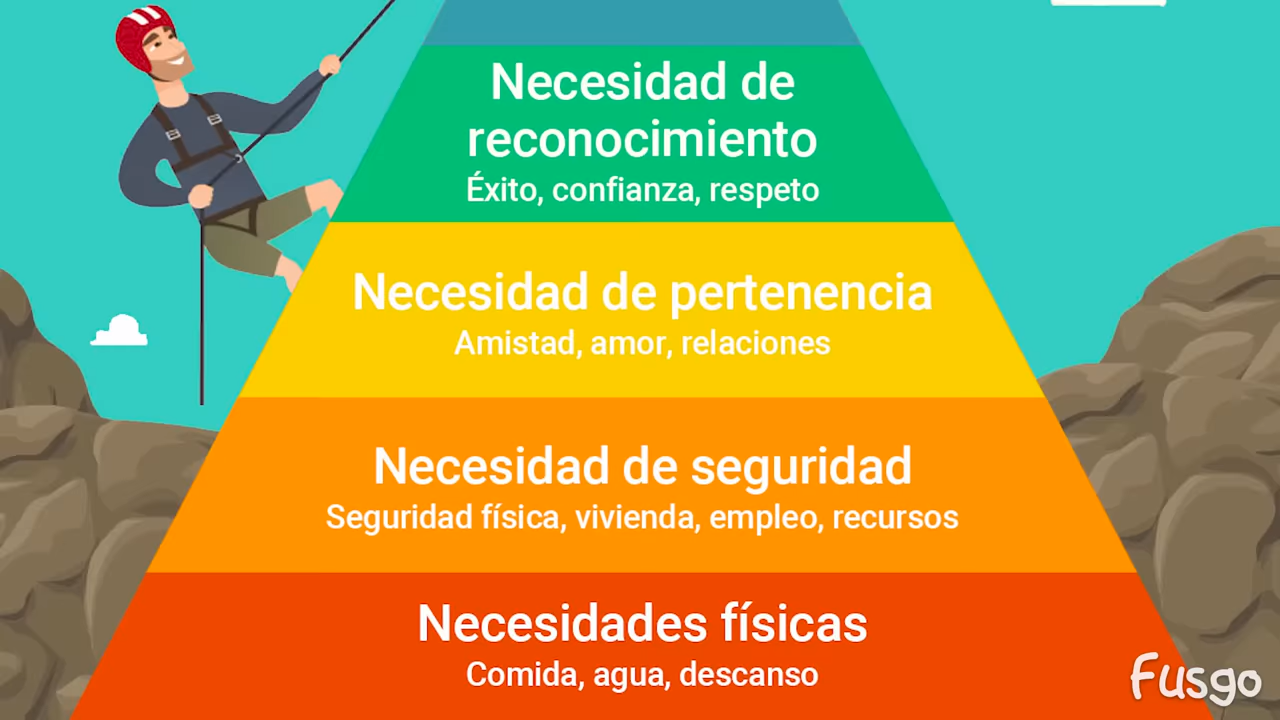 Necesidad de
reconocimiento
Éxito, confianza, respeto
Necesidad de pertenencia
Amistad, amor, relaciones
Necesidad de seguridad
Seguridad física, vivienda, empleo, recursos
Necesidades físicas
Comida, agua, descanso
Fusgo